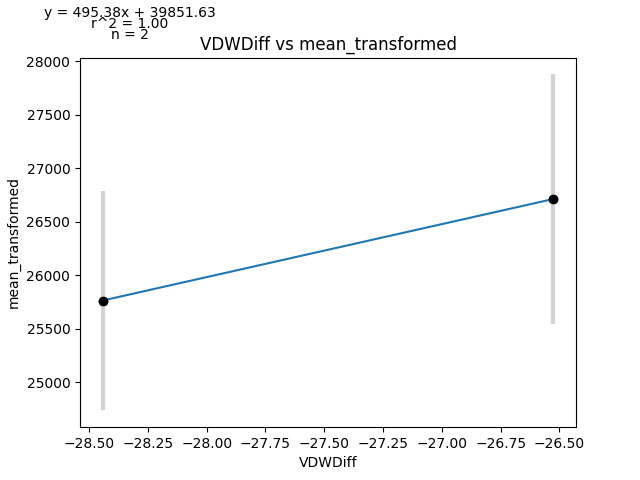 y = 495.38x + 39851.63
r^2 = 1.00
n = 2
VDWDiff vs mean_transformed
28000
27500
27000
26500
26000
25500
25000
mean_transformed
−28.50 −28.25 −28.00 −27.75 −27.50 −27.25 −27.00 −26.75 −26.50
VDWDiff